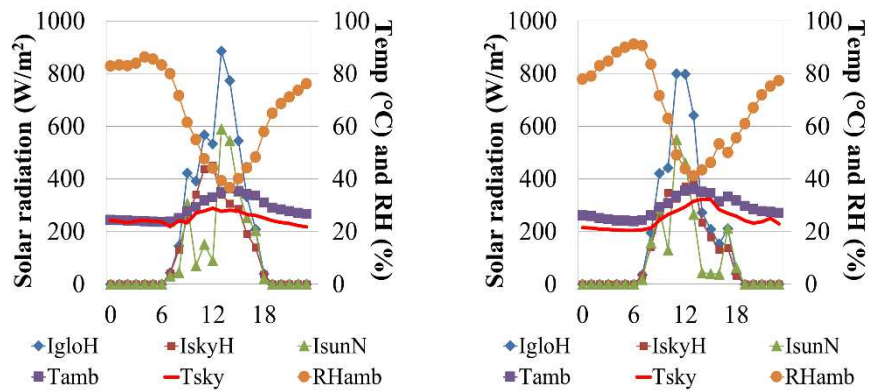 Solar radiation (W/m²)
1000
800
600
400
200
0
100
80
60
40
20
0
Temp (°C) and RH (%)
0 6 12 18
IgloH IskyH IsunN
Tamb Tsky RHamb
Solar radiation (W/m²)
1000
800
600
400
200
0
100
80
60
40
20
0
Temp (°C) and RH (%)
0 6 12 18
IgloH IskyH IsunN
Tamb Tsky RHamb